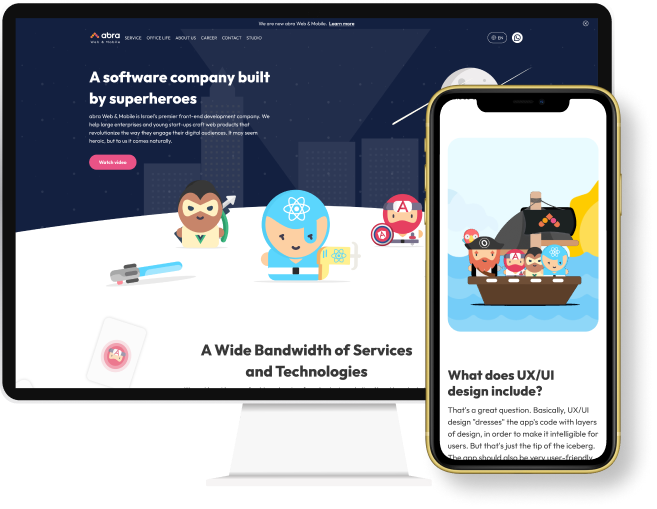 We are now abra Web & Mobile. Learn more
abra
Web & Mobile
SERVICE OFFICE LIFE ABOUT US CAREER CONTACT STUDIO
EN
A software company built
by superheroes
abra Web & Mobile is Israel's premier front-end development company. We
help large enterprises and young start-ups craft web products that
revolutionize the way they engage their digital audiences. It may seem
heroic, but to us it comes naturally.
Watch video
A
A
A Wide Bandwidth of Services
and Technologies
What does UX/UI
design include?
That's a great question. Basically, UX/UI
design "dresses" the app's code with layers
of design, in order to make it intelligible for
users. But that's just the tip of the iceberg.
The app should also be very user-friendly